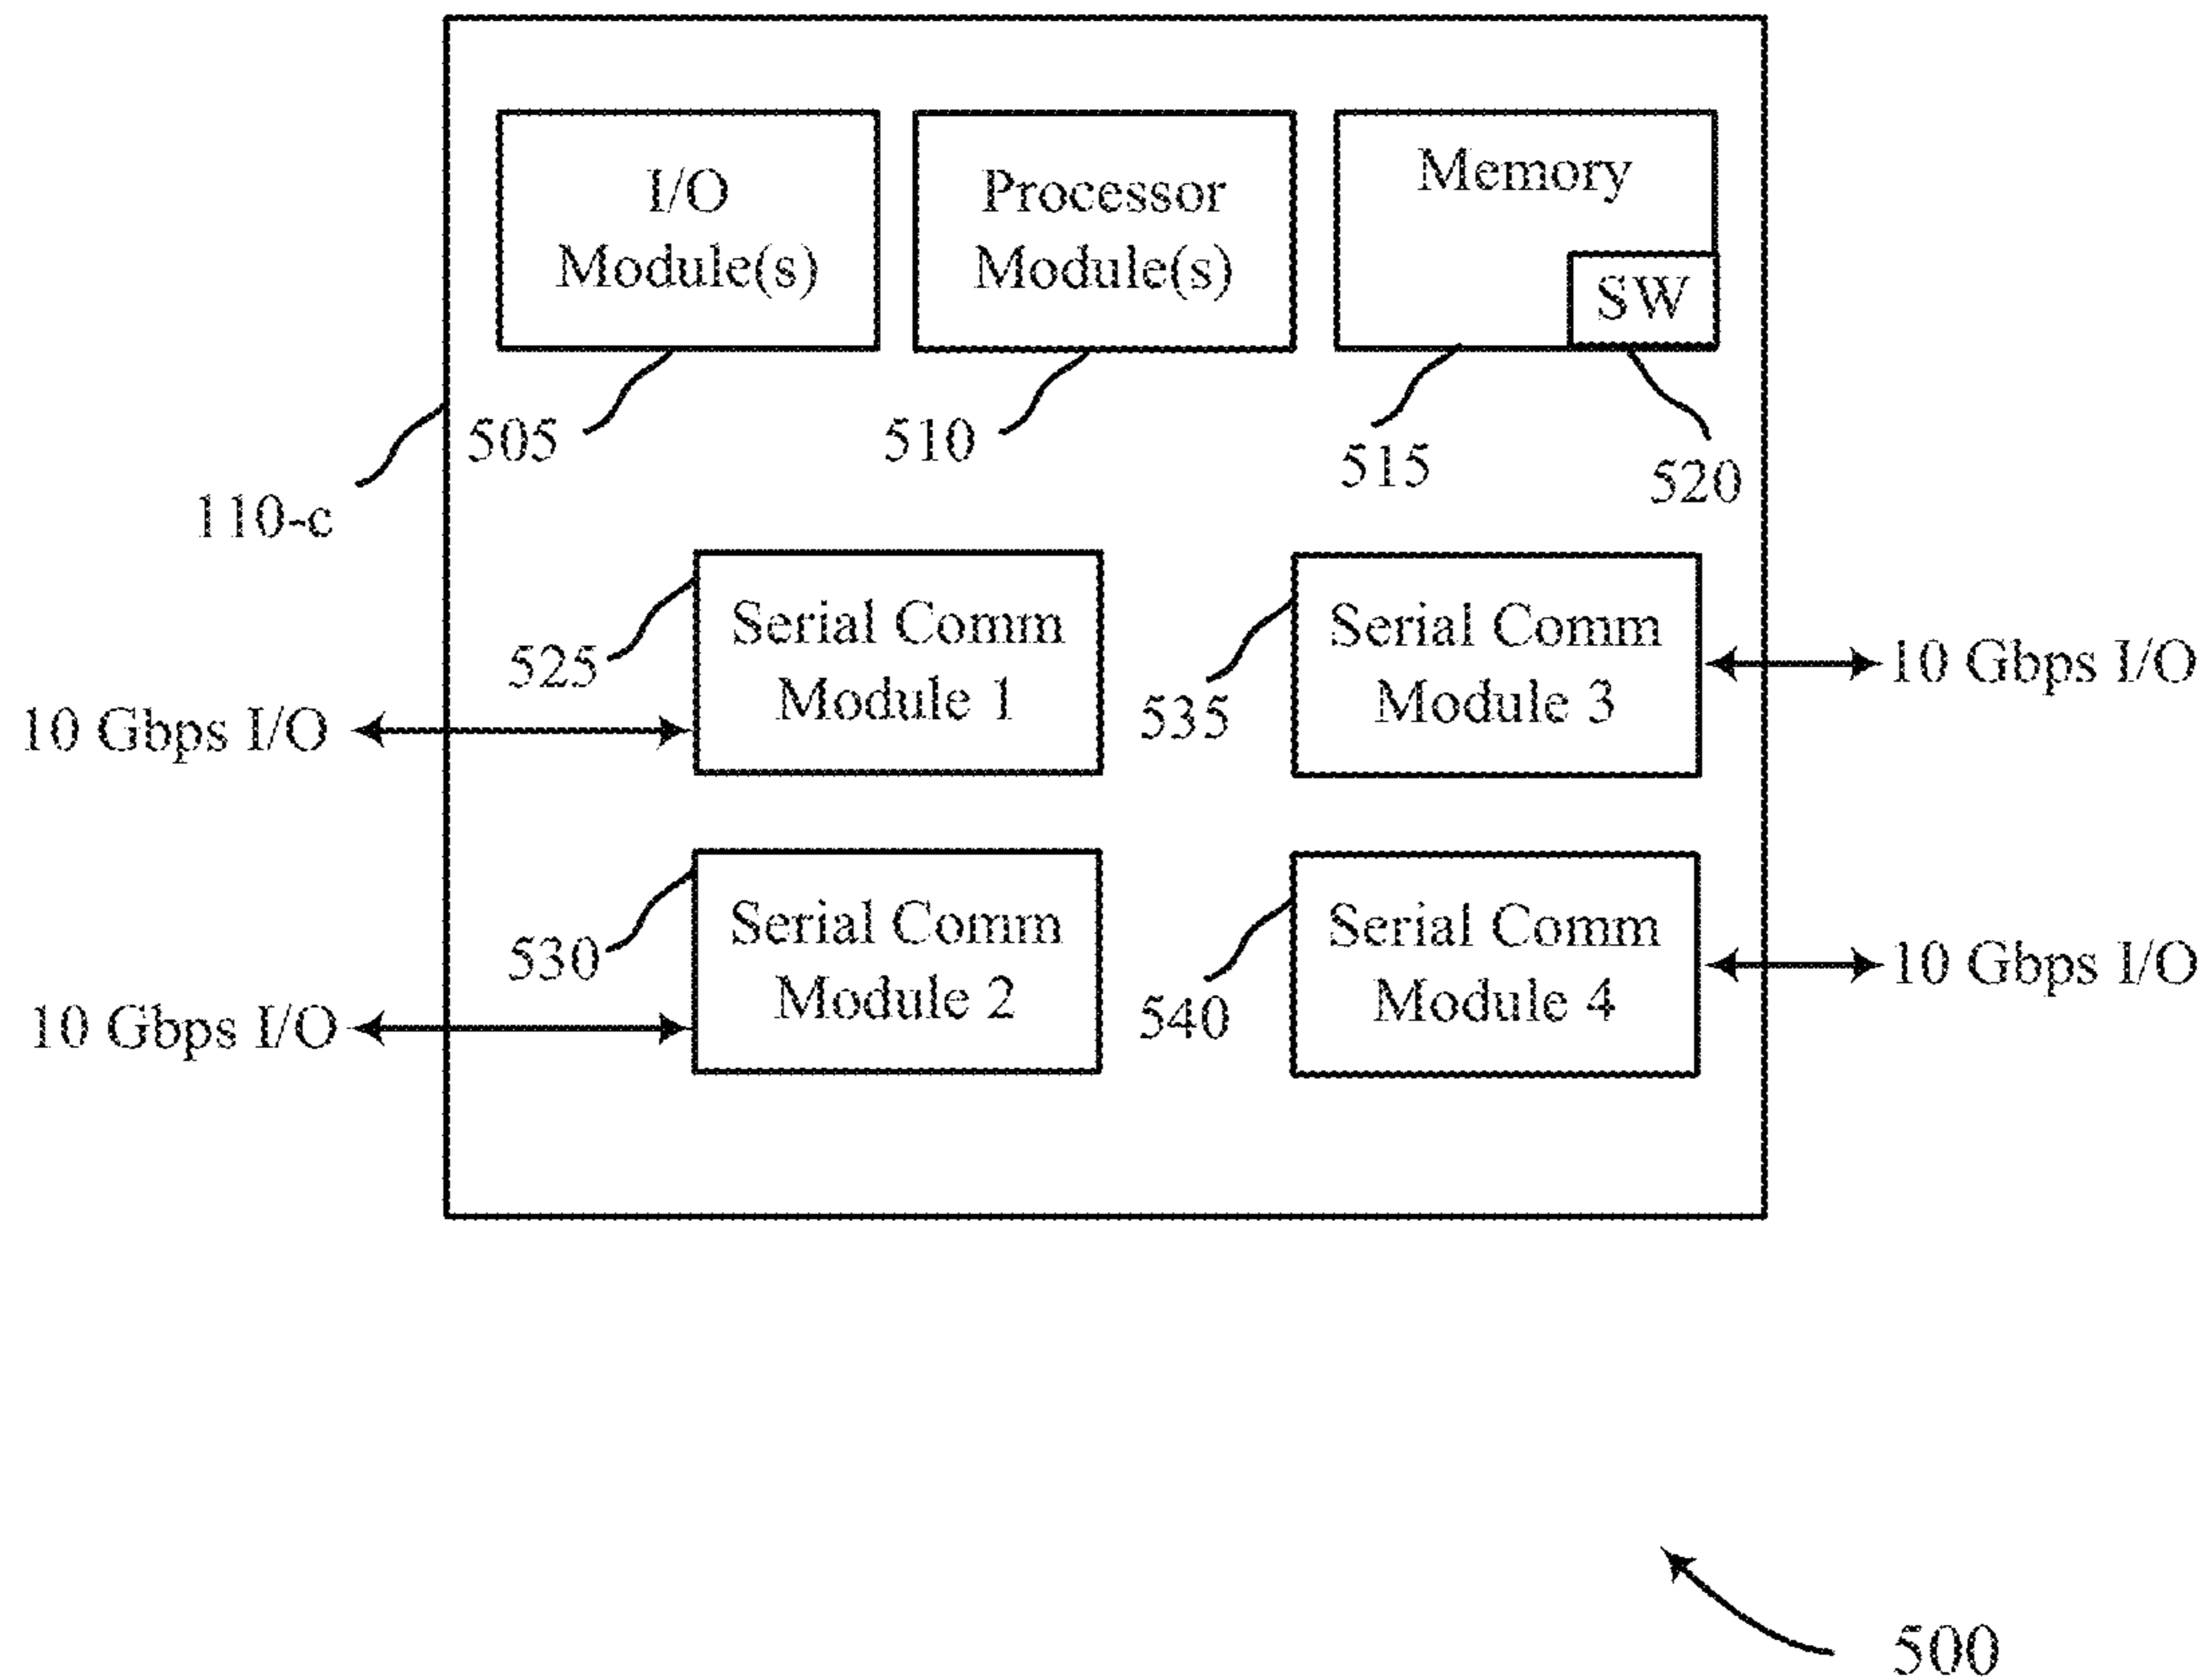 I/O
Module(s)
Processor
Module(s)
Memory
SW
505
510
515
520
110-c
Serial Comm
Module 1
525
10 Gbps I/O
Serial Comm
Module 3
535
10 Gbps I/O
Serial Comm
Module 2
530
10 Gbps I/O
Serial Comm
Module 4
540
10 Gbps I/O
500